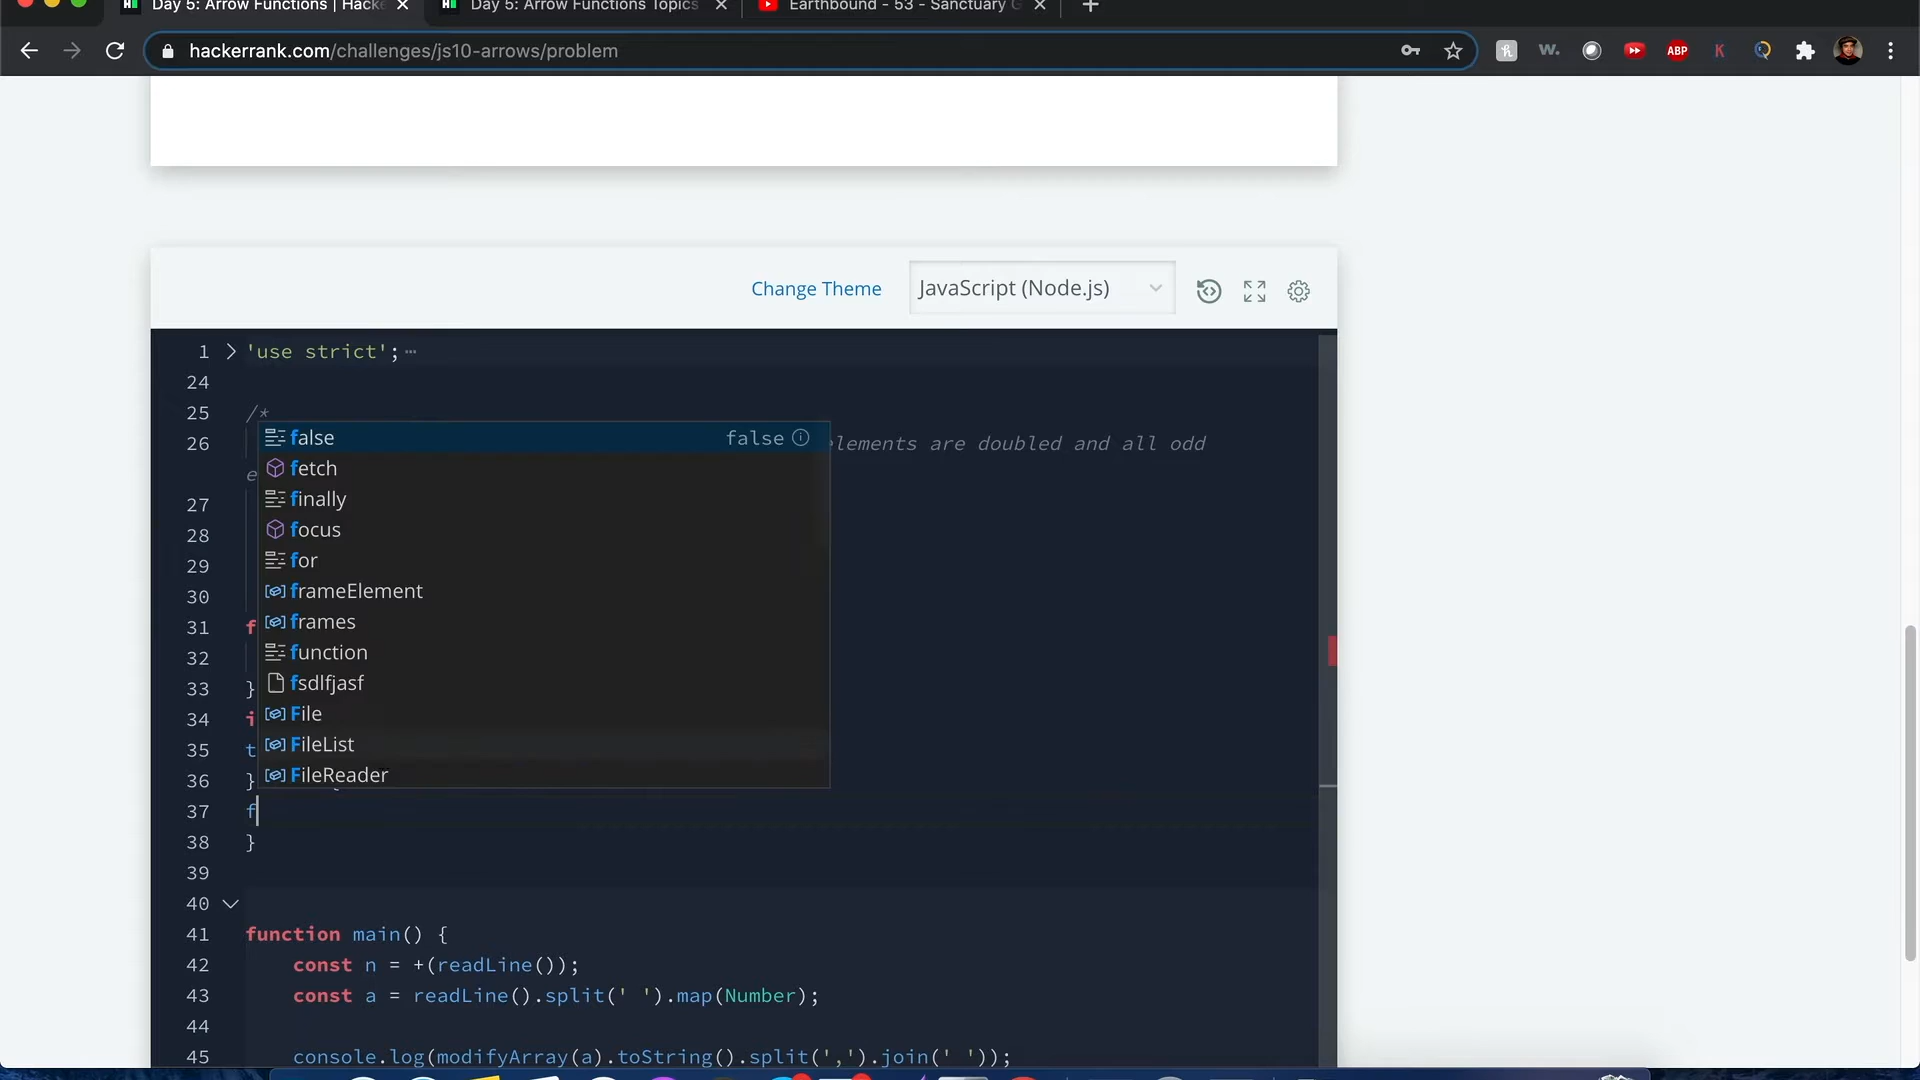 Day 5: Arrow Functions | Hacke
Day 5: Arrow Functions Topics
Earthbound - 53 - Sanctuary G
hackerrank.com/challenges/js10-arrows/problem
ABP
Change Theme
JavaScript (Node.js)
1 'use strict';
24
25 /*
26 elements are doubled and all odd
e
27
28
29
30
31 f
32
33 }
34 i
35 t
36 }
37 f
38 }
39
40
41 function main() {
42 const n = +(readLine());
43 const a = readLine().split(' ').map(Number);
44
45 console.log(modifyArray(a).toString().split(',').join(' '));
false false
fetch
finally
focus
for
frameElement
frames
function
fsdlfjasf
File
FileList
FileReader